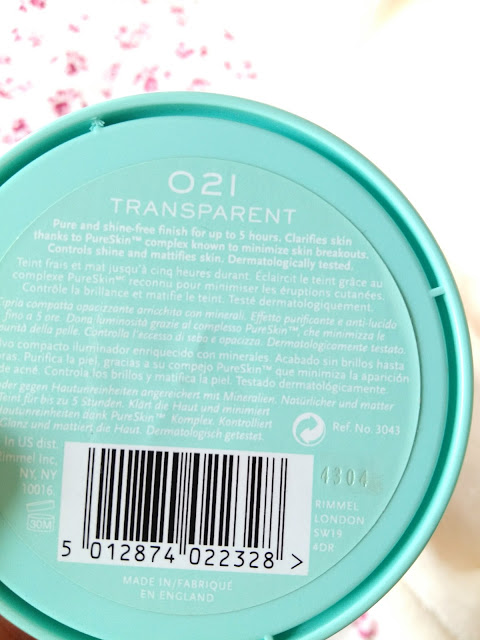 021
TRANSPARENT
Pure and shine-free finish for up to 5 hours. Clarifies skin
thanks to PureSkin™ complex known to minimize skin breakouts.
Controls shine and mattifies skin. Dermatologically tested.
Teint frais et mat jusqu'à cinq heures durant. Éclaircit le teint grâce au
complexe PureSkin™ reconnu pour minimiser les éruptions cutanées.
Contrôle la brillance et matifie le teint. Testé dermatologiquement.
Cipria compatta opacizzante arricchita con minerali. Effetto purificante e anti-lucido
fino a 5 ore. Dona luminosità grazie al complesso PureSkin™ che minimizza le
della pelle. Controlla l'eccesso di sebo e opacizza. Dermatologicamente testato.
compacto iluminador enriquecido con minerales. Acabado sin brillos hasta
Purifica la piel, gracias a su compejo PureSkin™ que minimiza la aparición
de acné. Controla los brillos y matifica la piel. Testado dermatológicamente.
gegen Hautunreinheiten angereichert mit Mineralien. Natürlicher und matter
Teint für bis zu 5 Stunden. Klärt die Haut und minimiert
Hautunreinheiten dank PureSkin™ Komplex. Kontrolliert
Glanz und mattiert die Haut. Dermatologisch getestet.
Ref. No. 3043
In US dist.
Rimmel Inc.
NY, NY
10016.
30M
4304
RIMMEL
LONDON
SW19
4DR
5 012874 022328 >
MADE IN/FABRIQUÉ
EN ENGLAND